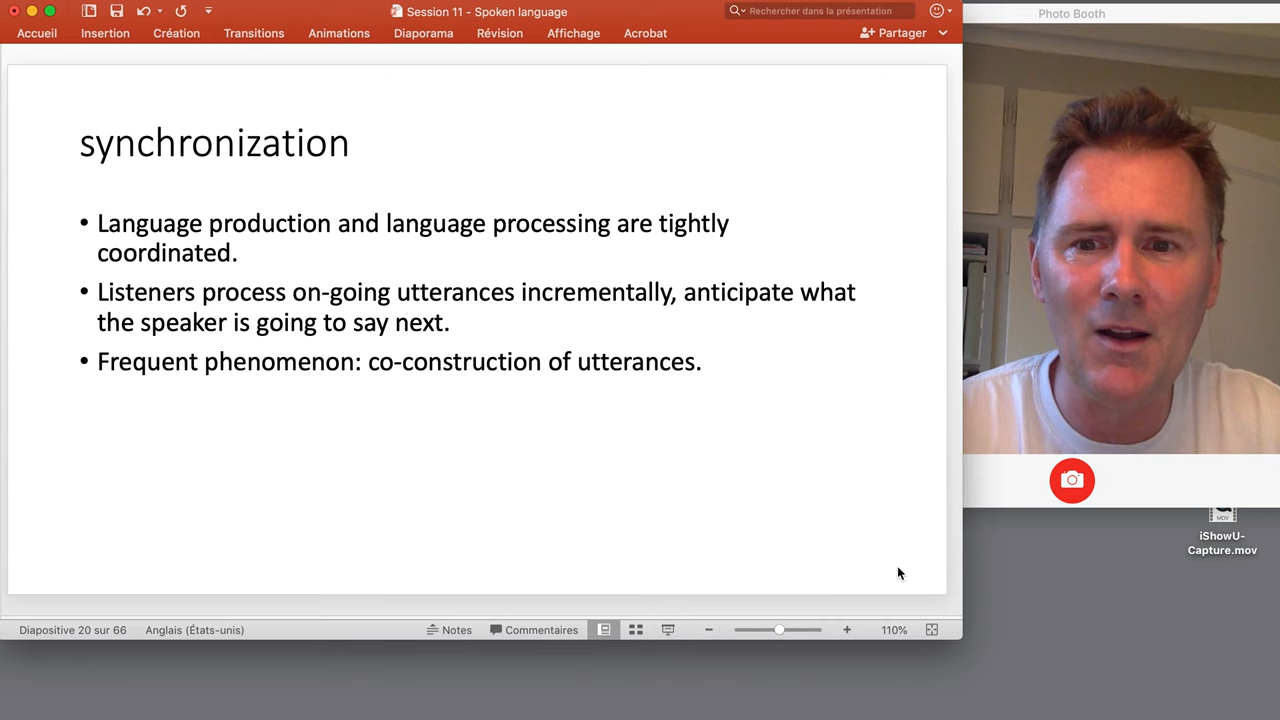 Session 11 - Spoken language
Rechercher dans la présentation
Photo Booth
Accueil Insertion Création Transitions Animations Diaporama Révision Affichage Acrobat Partager
synchronization
• Language production and language processing are tightly
coordinated.
• Listeners process on-going utterances incrementally, anticipate what
the speaker is going to say next.
• Frequent phenomenon: co-construction of utterances.
MOV
iShowU-
Capture.mov
Diapositive 20 sur 66 Anglais (États-unis) Notes Commentaires 110%